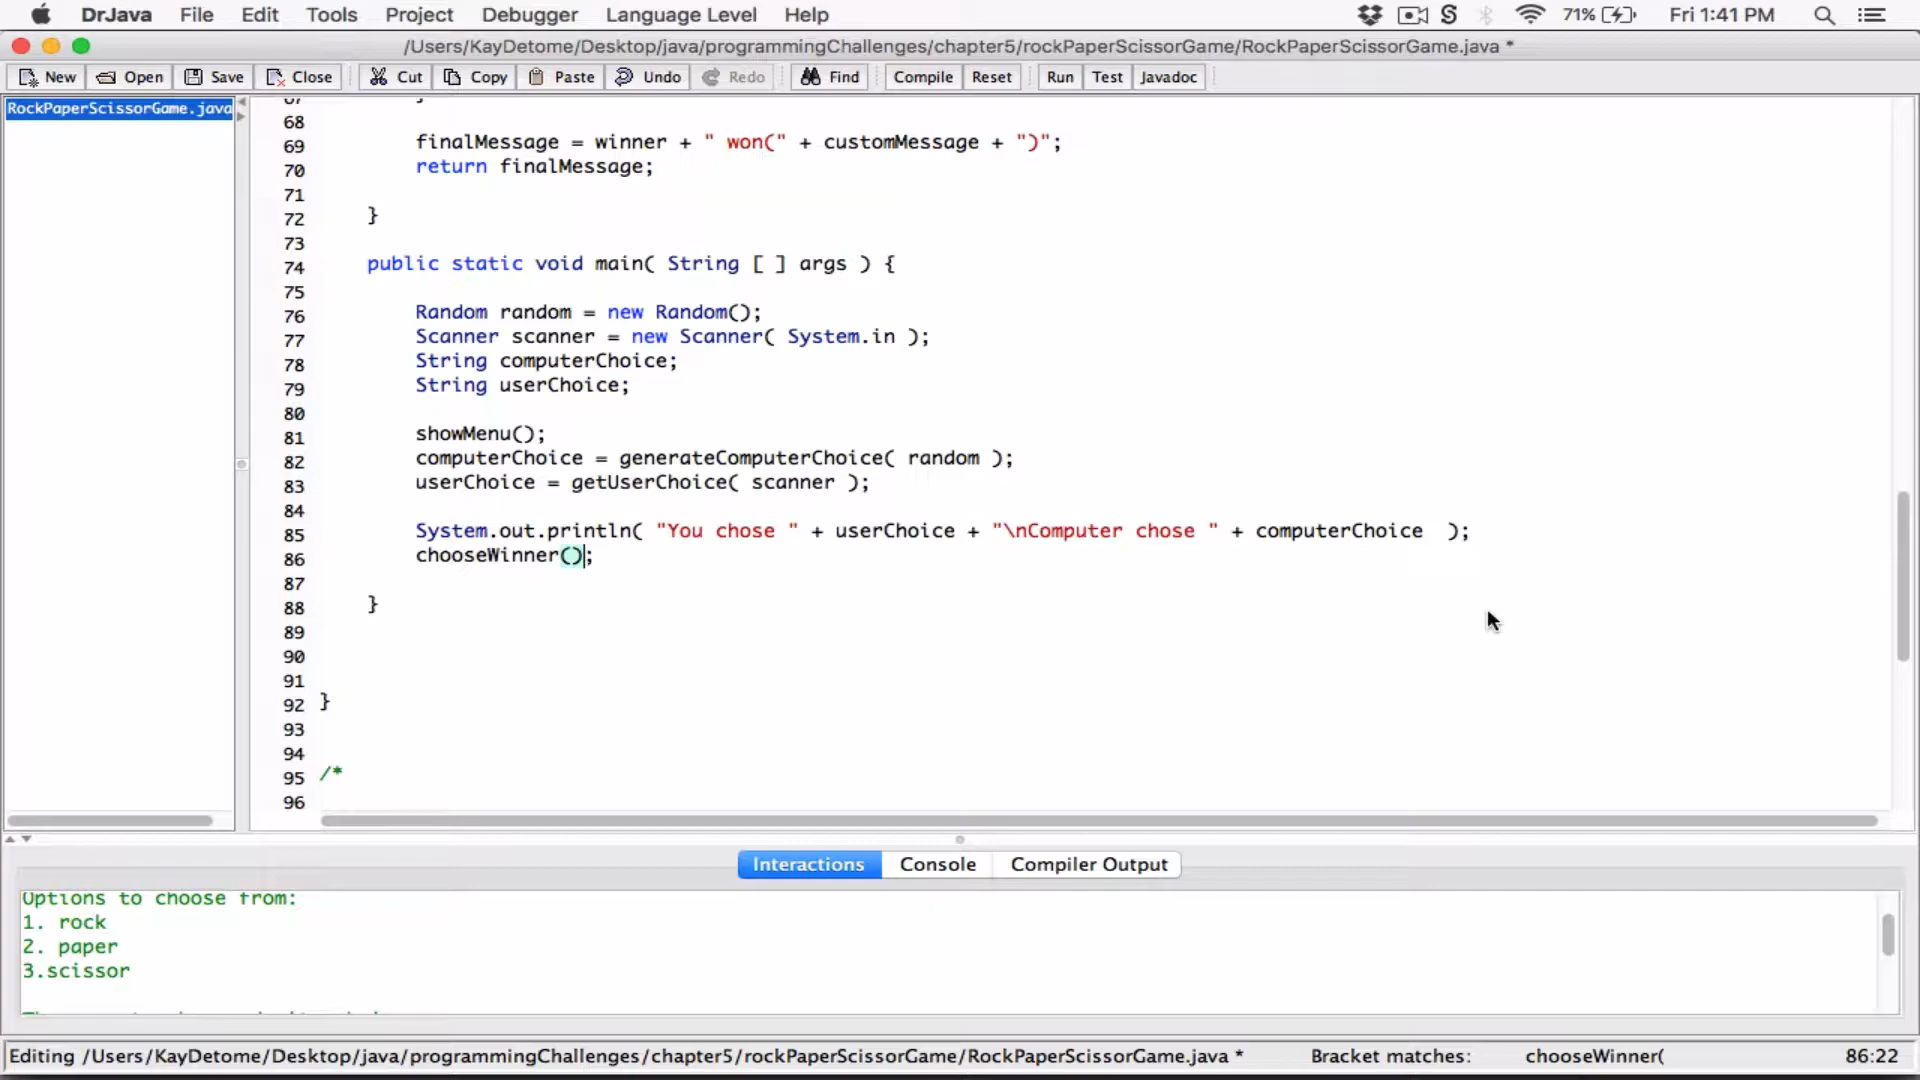 DrJava File Edit Tools Project Debugger Language Level Help 71% Fri 1:41 PM
/Users/KayDetome/Desktop/java/programmingChallenges/chapter5/rockPaperScissorGame/RockPaperScissorGame.java *
New Open Save Close Cut Copy Paste Undo Redo Find Compile Reset Run Test Javadoc
RockPaperScissorGame.java
67 }
68
69 finalMessage = winner + " won(" + customMessage + ")";
70 return finalMessage;
71
72 }
73
74 public static void main( String [ ] args ) {
75
76 Random random = new Random();
77 Scanner scanner = new Scanner( System.in );
78 String computerChoice;
79 String userChoice;
80
81 showMenu();
82 computerChoice = generateComputerChoice( random );
83 userChoice = getUserChoice( scanner );
84
85 System.out.println( "You chose " + userChoice + "\nComputer chose " + computerChoice  );
86 chooseWinner();
87
88 }
89
90
91
92 }
93
94
95 /*
96
Interactions Console Compiler Output
Options to choose from:
1. rock
2. paper
3.scissor
Editing /Users/KayDetome/Desktop/java/programmingChallenges/chapter5/rockPaperScissorGame/RockPaperScissorGame.java * Bracket matches: chooseWinner( 86:22